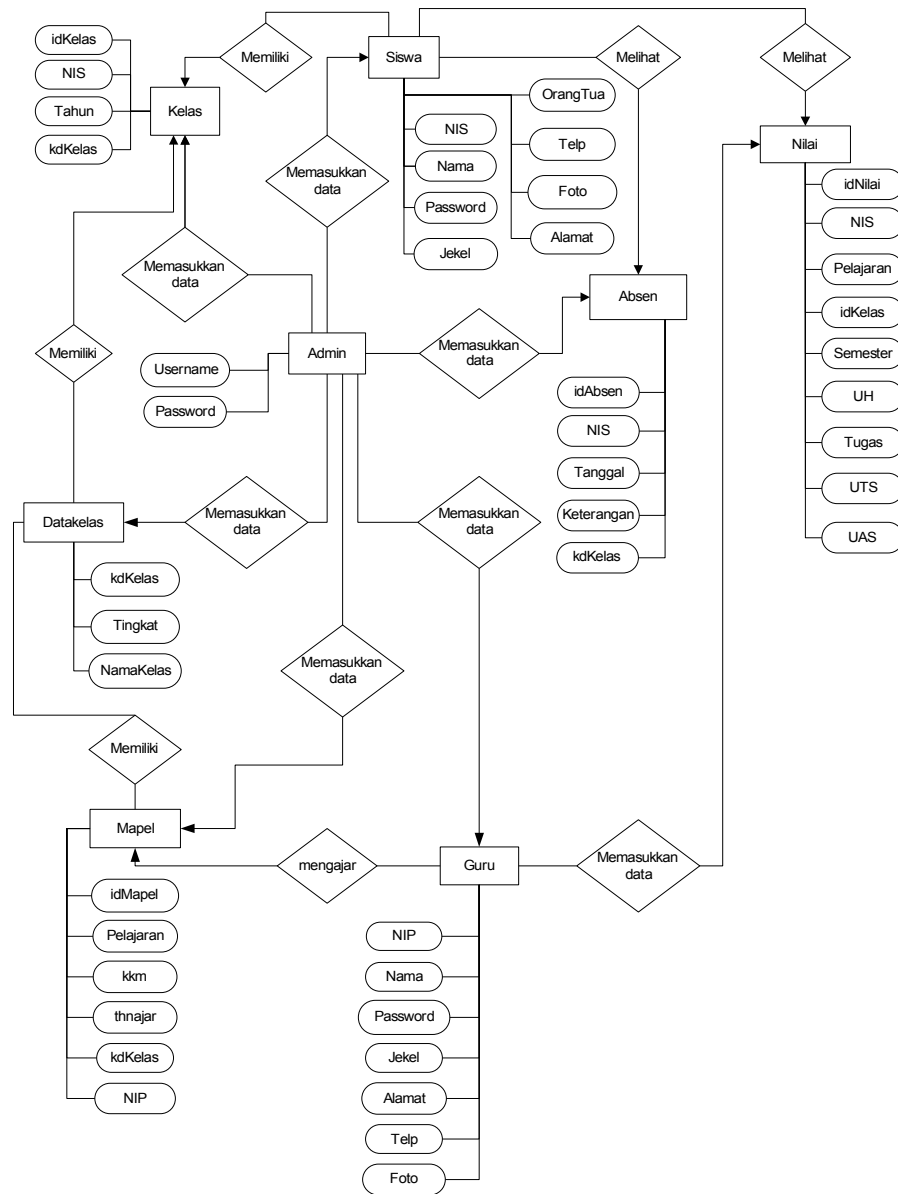 idKelas
NIS
Tahun
kdKelas
Kelas
Memiliki
Siswa
Melihat
Melihat
OrangTua
NIS
Telp
Nama
Password
Foto
Jekel
Alamat
Nilai
idNilai
NIS
Pelajaran
idKelas
Semester
UH
Tugas
UTS
UAS
Memasukkan
data
Memasukkan
data
Memiliki
Admin
Username
Password
Memasukkan
data
Absen
idAbsen
NIS
Tanggal
Keterangan
kdKelas
Datakelas
Memasukkan
data
Memasukkan
data
kdKelas
Tingkat
NamaKelas
Memasukkan
data
Memiliki
Mapel
mengajar
Guru
Memasukkan
data
idMapel
Pelajaran
kkm
thnajar
kdKelas
NIP
NIP
Nama
Password
Jekel
Alamat
Telp
Foto